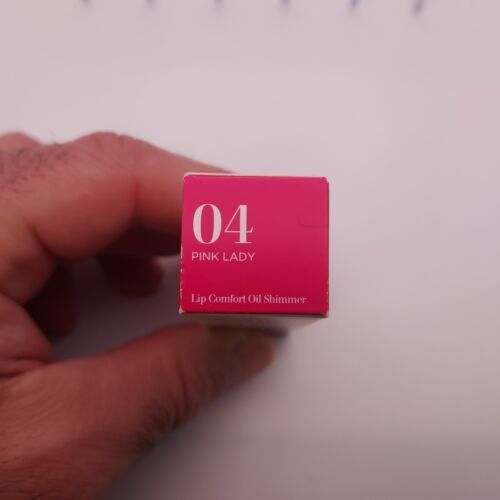 04
PINK LADY
Lip Comfort Oil Shimmer